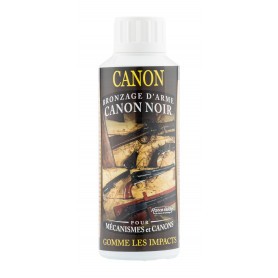 CANON
BRONZAGE D'ARME
CANON NOIR
POUR
MÉCANISMES et CANONS
GOMME LES IMPACTS